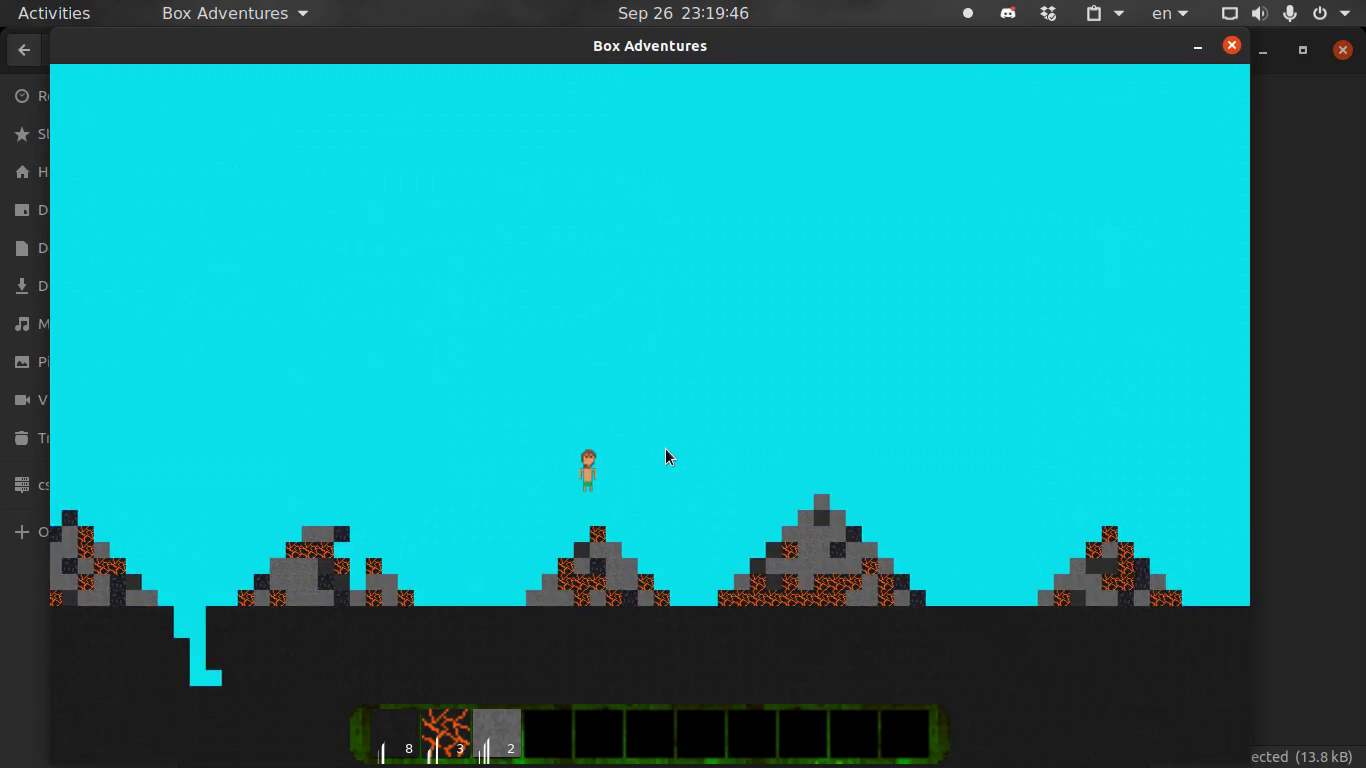 Activities
Box Adventures
Sep 26 23:19:46
en
Box Adventures
8
3
2
ected (13.8 kB)